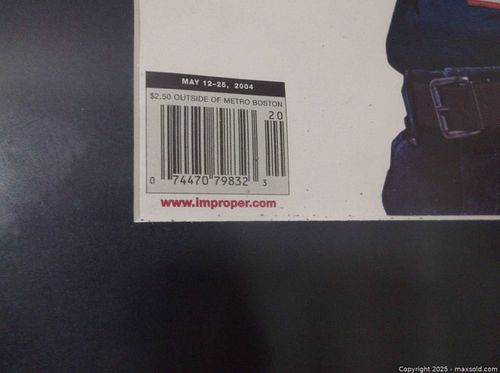 MAY 12-25, 2004
$2.50 OUTSIDE OF METRO BOSTON
20
0 74470 79832 3
www.improper.com
Copyright © 2025 - maxsold.com